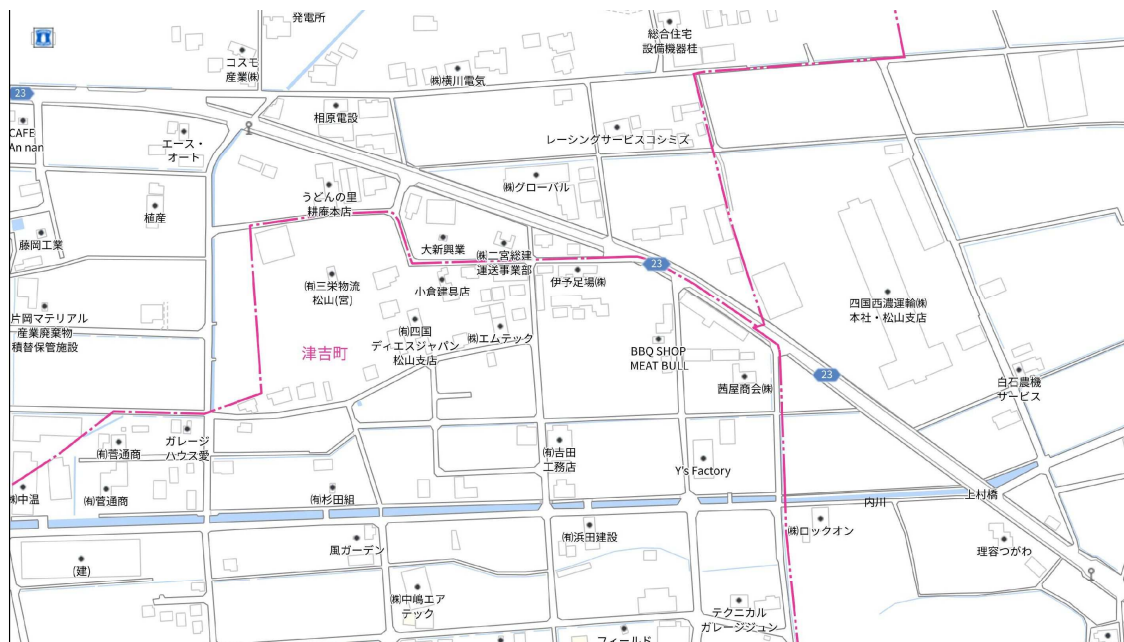 発電所
総合住宅
設備機器桂
コスモ
産業㈱
㈱横川電気
23
相原電設
CAFE
An nan
エース・
オート
レーシングサービスコシミズ
㈱グローバル
うどんの里
耕庵本店
植産
藤岡工業
大新興業
㈱二宮総建
運送事業部
23
伊予足場㈱
㈲三栄物流
松山(営)
小倉建具店
四国西濃運輸㈱
本社・松山支店
片岡マテリアル
産業廃棄物
積替保管施設
㈲四国
ディエスジャパン
松山支店
㈱エムテック
津吉町
BBQ SHOP
MEAT BULL
23
茜屋商会㈱
白石農機
サービス
㈲菅通商
ガレージ
ハウス愛
㈲吉田
工務店
Y's Factory
㈱中温
㈲菅通商
㈲杉田組
内川
上村橋
㈲浜田建設
㈱ロックオン
風ガーデン
理容つがわ
(建)
㈱中嶋エア
テック
テクニカル
ガレージジュン
フィールド